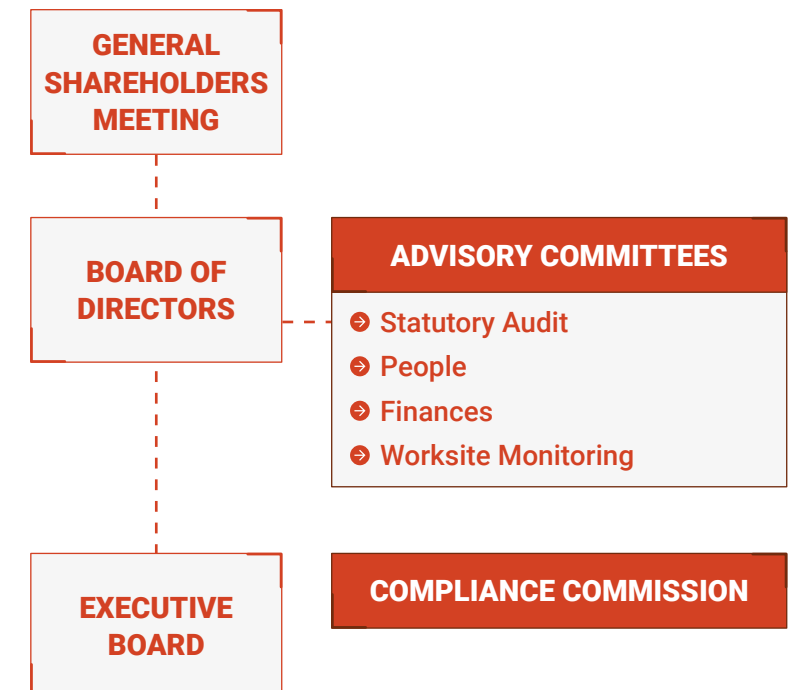 GENERAL
SHAREHOLDERS
MEETING
BOARD OF
DIRECTORS
ADVISORY COMMITTEES
Statutory Audit
People
Finances
Worksite Monitoring
EXECUTIVE
BOARD
COMPLIANCE COMMISSION